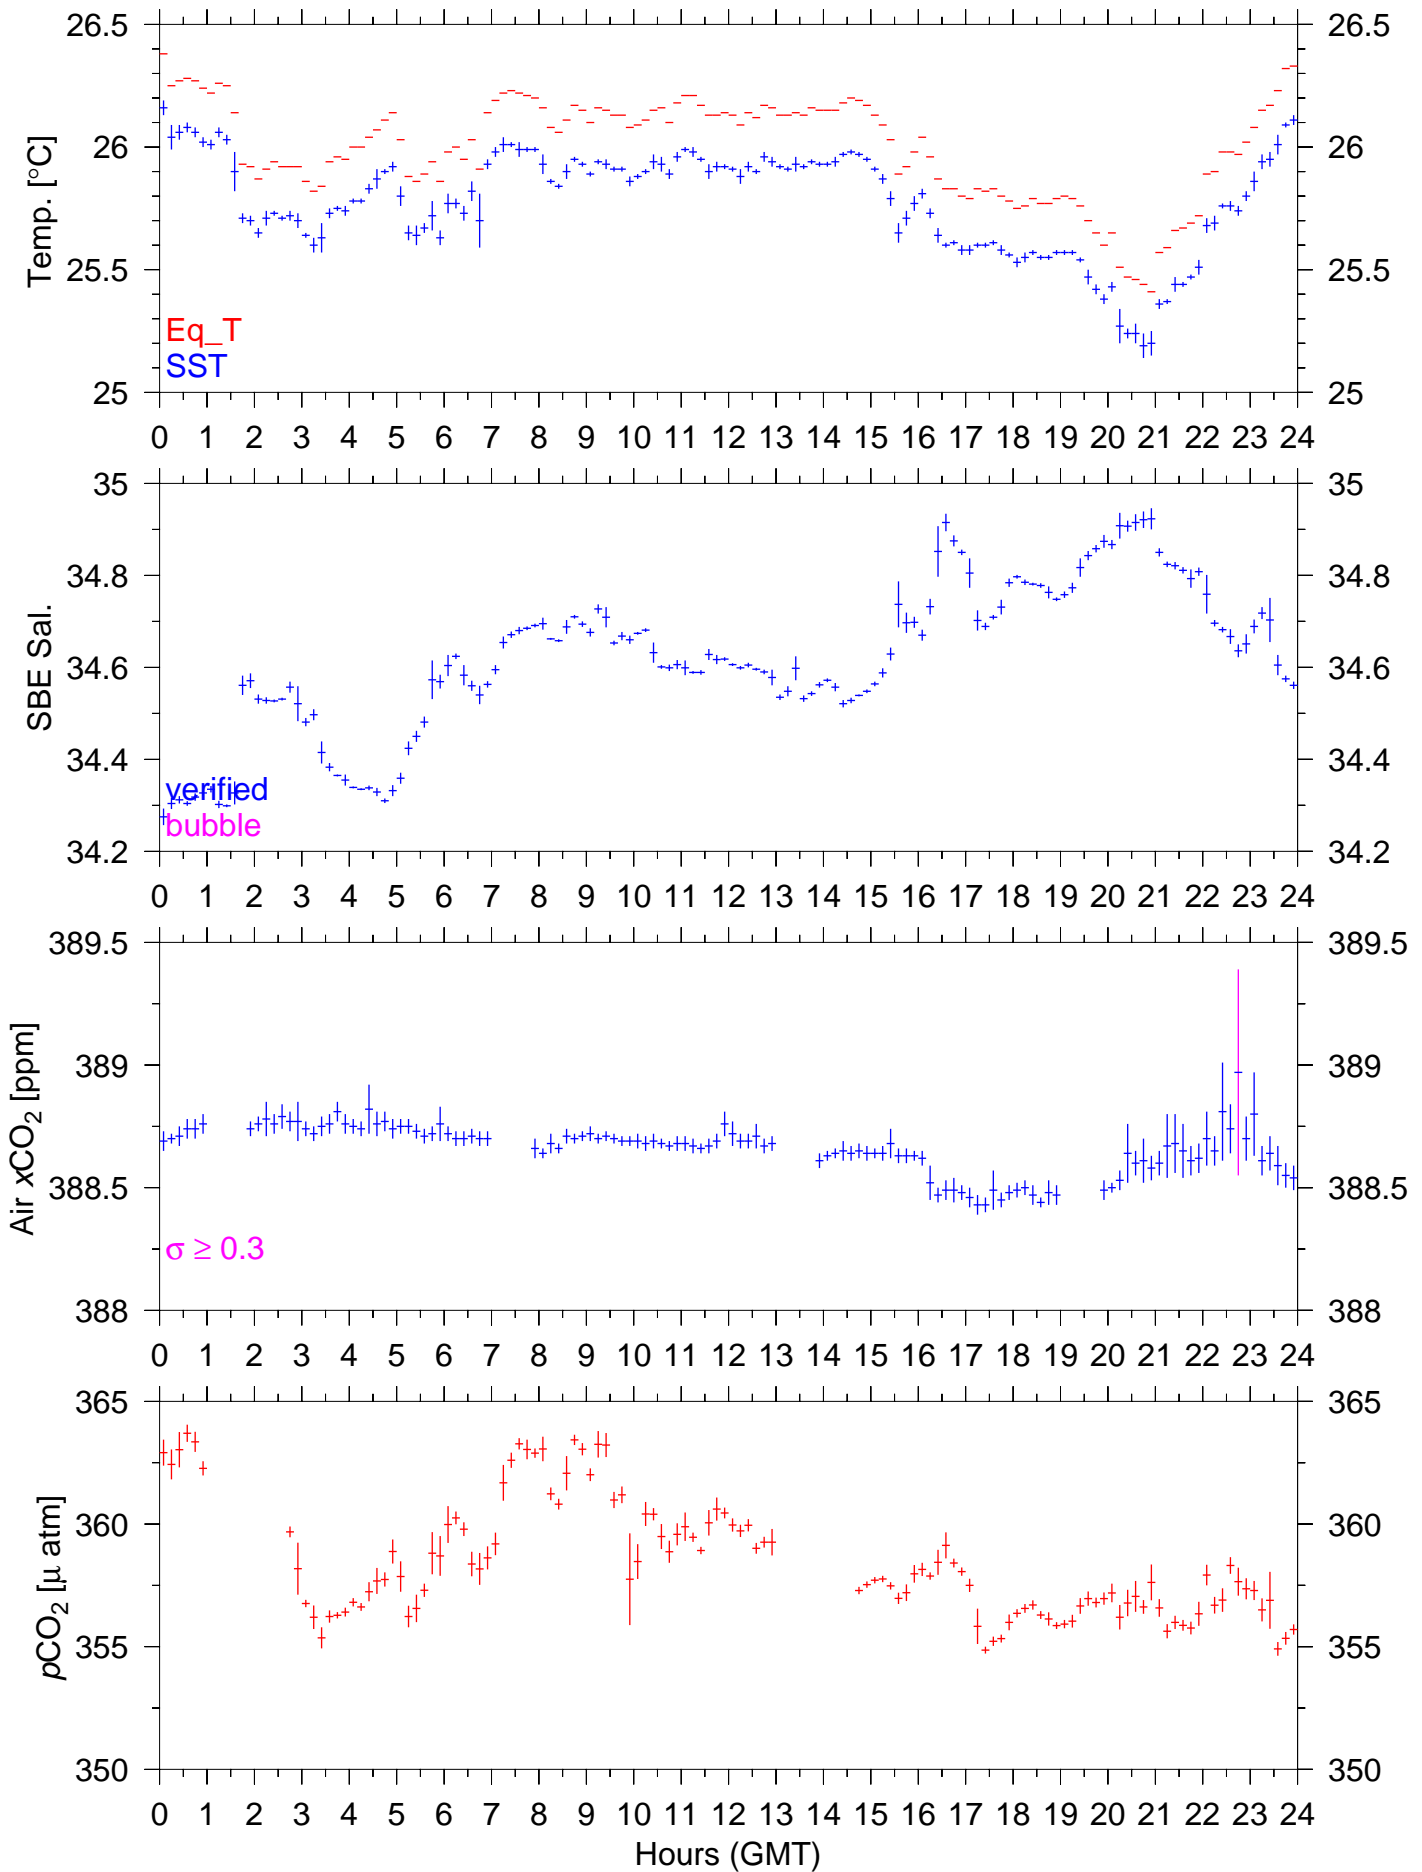 26.5 26.5
26 26
25.5 25.5
25 25
Temp. [°C]
Eq_T
SST
0 1 2 3 4 5 6 7 8 9 10 11 12 13 14 15 16 17 18 19 20 21 22 23 24
35 35
34.8 34.8
34.6 34.6
34.4 34.4
34.2 34.2
SBE Sal.
verified
bubble
0 1 2 3 4 5 6 7 8 9 10 11 12 13 14 15 16 17 18 19 20 21 22 23 24
389.5 389.5
389 389
388.5 388.5
388 388
Air xCO₂ [ppm]
σ ≥ 0.3
0 1 2 3 4 5 6 7 8 9 10 11 12 13 14 15 16 17 18 19 20 21 22 23 24
365 365
360 360
355 355
350 350
pCO₂ [μ atm]
0 1 2 3 4 5 6 7 8 9 10 11 12 13 14 15 16 17 18 19 20 21 22 23 24
Hours (GMT)